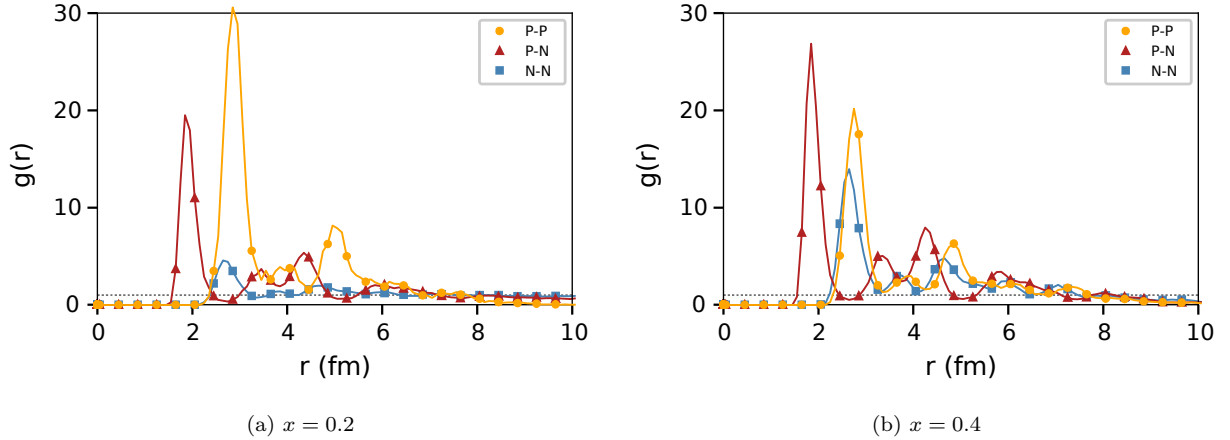 30
20
10
0
g(r)
0 2 4 6 8 10
r (fm)
P-P
P-N
N-N
(a) x = 0.2
30
20
10
0
g(r)
0 2 4 6 8 10
r (fm)
P-P
P-N
N-N
(b) x = 0.4